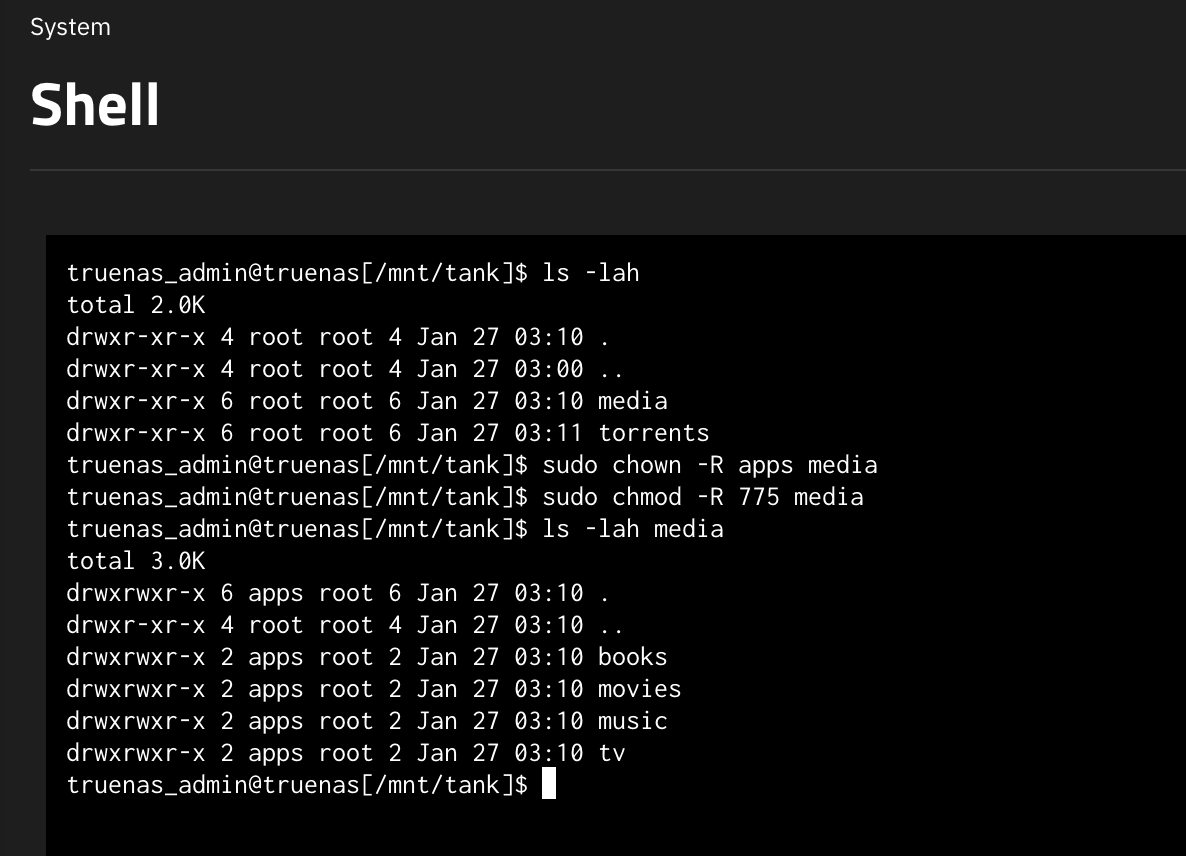 System
Shell
truenas_admin@truenas[/mnt/tank]$ ls -lah
total 2.0K
drwxr-xr-x 4 root root 4 Jan 27 03:10 .
drwxr-xr-x 4 root root 4 Jan 27 03:00 ..
drwxr-xr-x 6 root root 6 Jan 27 03:10 media
drwxr-xr-x 6 root root 6 Jan 27 03:11 torrents
truenas_admin@truenas[/mnt/tank]$ sudo chown -R apps media
truenas_admin@truenas[/mnt/tank]$ sudo chmod -R 775 media
truenas_admin@truenas[/mnt/tank]$ ls -lah media
total 3.0K
drwxrwxr-x 6 apps root 6 Jan 27 03:10 .
drwxr-xr-x 4 root root 4 Jan 27 03:10 ..
drwxrwxr-x 2 apps root 2 Jan 27 03:10 books
drwxrwxr-x 2 apps root 2 Jan 27 03:10 movies
drwxrwxr-x 2 apps root 2 Jan 27 03:10 music
drwxrwxr-x 2 apps root 2 Jan 27 03:10 tv
truenas_admin@truenas[/mnt/tank]$